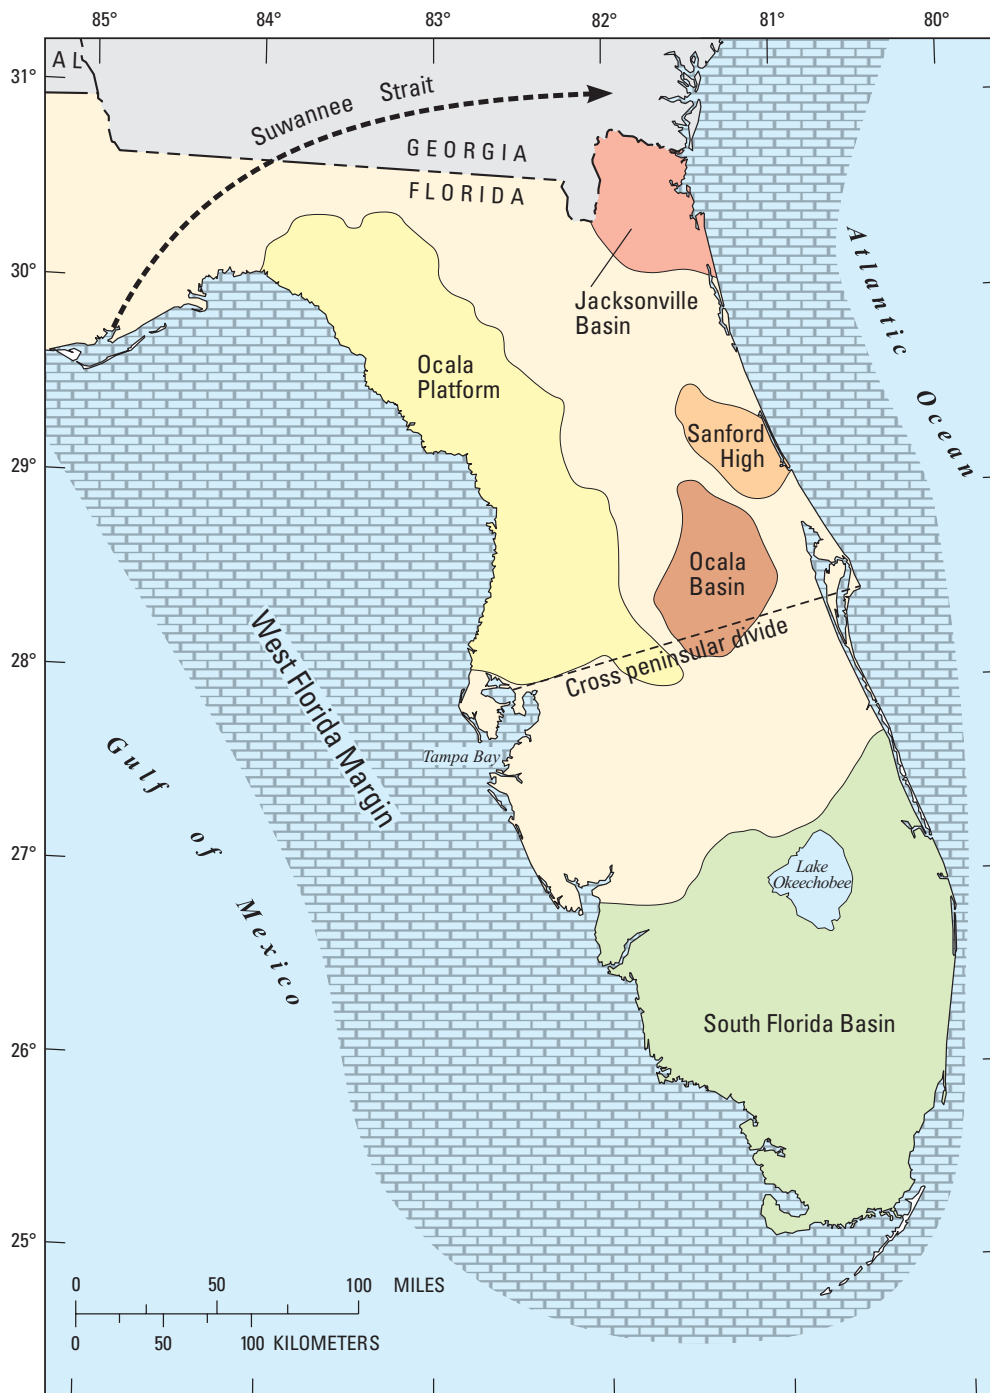 85°
84°
83°
82°
81°
80°
31°
30°
29°
28°
27°
26°
25°
AL
Suwannee Strait
GEORGIA
FLORIDA
Jacksonville
Basin
Ocala
Platform
Sanford
High
Ocala
Basin
Cross peninsular divide
West Florida Margin
Tampa Bay
Gulf of Mexico
Atlantic Ocean
Lake
Okeechobee
South Florida Basin
0 50 100 MILES
0 50 100 KILOMETERS